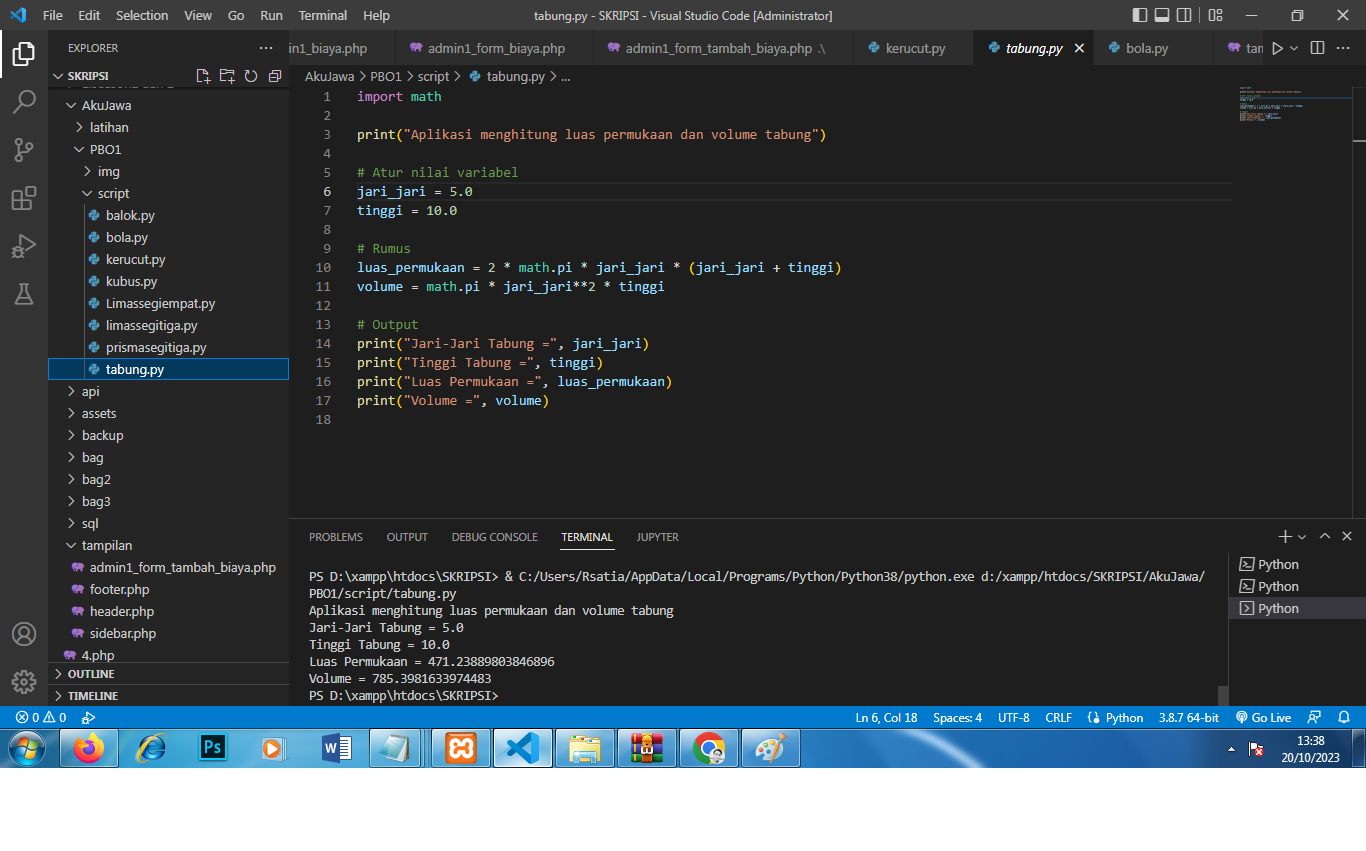 File Edit Selection View Go Run Terminal Help
tabung.py - SKRIPSI - Visual Studio Code [Administrator]
EXPLORER
in1_biaya.php
admin1_form_biaya.php
admin1_form_tambah_biaya.php .\
kerucut.py
tabung.py
bola.py
tan
SKRIPSI
AkuJawa > PBO1 > script > tabung.py > ...
AkuJawa
latihan
PBO1
img
script
balok.py
bola.py
kerucut.py
kubus.py
Limassegiempat.py
limassegitiga.py
prismasegitiga.py
tabung.py
api
assets
backup
bag
bag2
bag3
sql
tampilan
admin1_form_tambah_biaya.php
footer.php
header.php
sidebar.php
4.php
OUTLINE
TIMELINE
1 import math
2
3 print("Aplikasi menghitung luas permukaan dan volume tabung")
4
5 # Atur nilai variabel
6 jari_jari = 5.0
7 tinggi = 10.0
8
9 # Rumus
10 luas_permukaan = 2 * math.pi * jari_jari * (jari_jari + tinggi)
11 volume = math.pi * jari_jari**2 * tinggi
12
13 # Output
14 print("Jari-Jari Tabung =", jari_jari)
15 print("Tinggi Tabung =", tinggi)
16 print("Luas Permukaan =", luas_permukaan)
17 print("Volume =", volume)
18
PROBLEMS OUTPUT DEBUG CONSOLE TERMINAL JUPYTER
PS D:\xampp\htdocs\SKRIPSI> & C:/Users/Rsatia/AppData/Local/Programs/Python/Python38/python.exe d:/xampp/htdocs/SKRIPSI/AkuJawa/
PBO1/script/tabung.py
Aplikasi menghitung luas permukaan dan volume tabung
Jari-Jari Tabung = 5.0
Tinggi Tabung = 10.0
Luas Permukaan = 471.23889803846896
Volume = 785.3981633974483
PS D:\xampp\htdocs\SKRIPSI>
Python
Python
Python
0 0
Ln 6, Col 18 Spaces: 4 UTF-8 CRLF Python 3.8.7 64-bit Go Live
Ps
W
13:38
20/10/2023